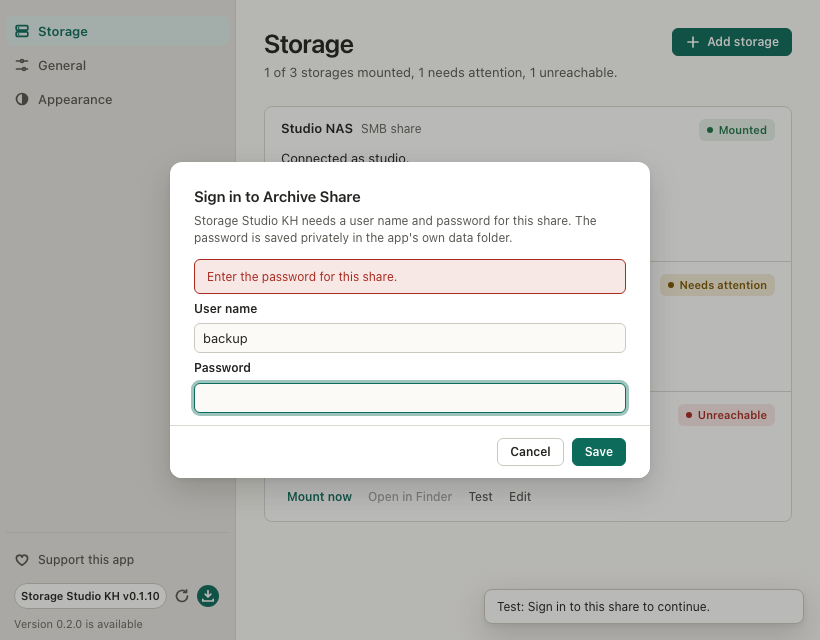 Storage
General
Appearance
Storage
1 of 3 storages mounted, 1 needs attention, 1 unreachable.
Add storage
Studio NAS SMB share
Mounted
Connected as studio.
Sign in to Archive Share
Storage Studio KH needs a user name and password for this share. The
password is saved privately in the app's own data folder.
Enter the password for this share.
User name
backup
Password
Cancel
Save
Needs attention
Unreachable
Mount now Open in Finder Test Edit
Support this app
Storage Studio KH v0.1.10
Version 0.2.0 is available
Test: Sign in to this share to continue.